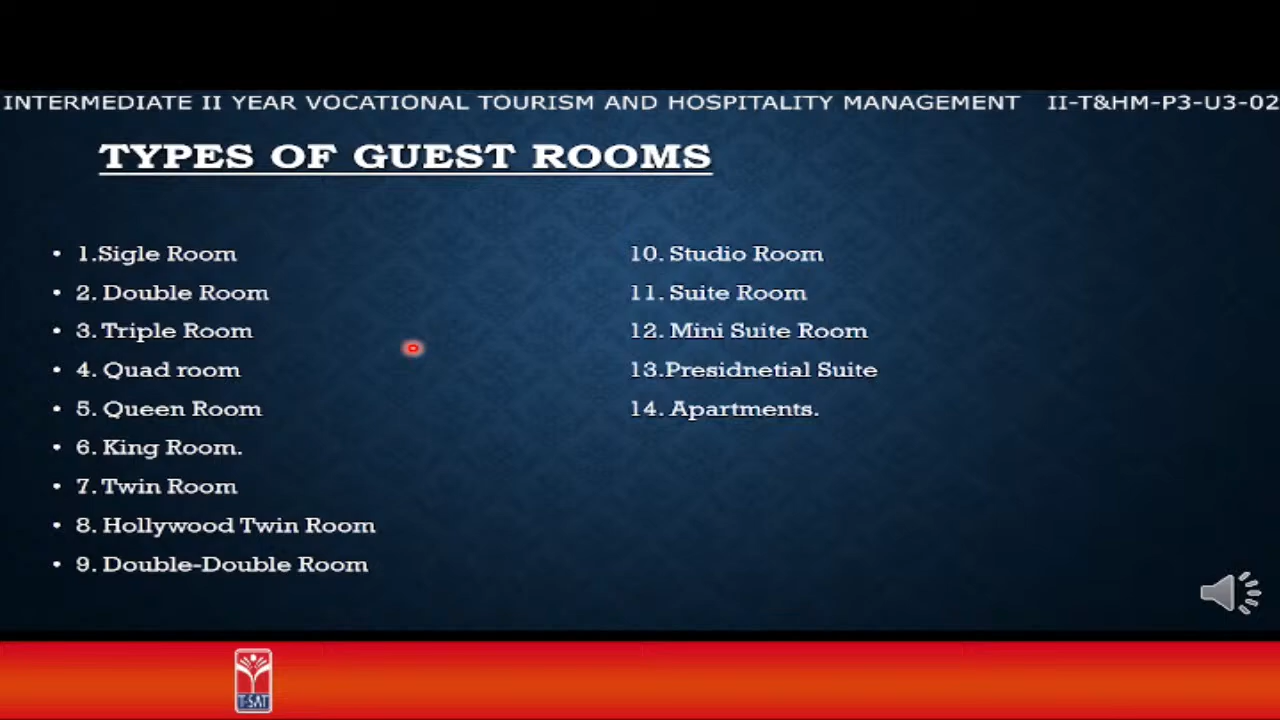 INTERMEDIATE II YEAR VOCATIONAL TOURISM AND HOSPITALITY MANAGEMENT II-T&HM-P3-U3-02
TYPES OF GUEST ROOMS
• 1.Sigle Room
• 2. Double Room
• 3. Triple Room
• 4. Quad room
• 5. Queen Room
• 6. King Room.
• 7. Twin Room
• 8. Hollywood Twin Room
• 9. Double-Double Room
10. Studio Room
11. Suite Room
12. Mini Suite Room
13.Presidnetial Suite
14. Apartments.
T-SAT